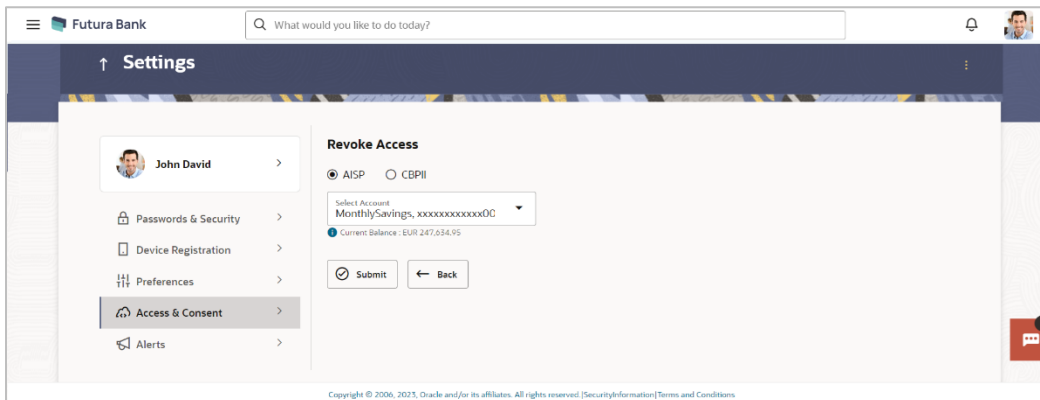 Futura Bank
What would you like to do today?
Settings
John David
Passwords & Security
Device Registration
Preferences
Access & Consent
Alerts
Revoke Access
AISP CBPII
Select Account
MonthlySavings, xxxxxxxxxxxx00
Current Balance : EUR 247,634.95
Submit Back
Copyright © 2006, 2023, Oracle and/or its affiliates. All rights reserved.|SecurityInformation|Terms and Conditions